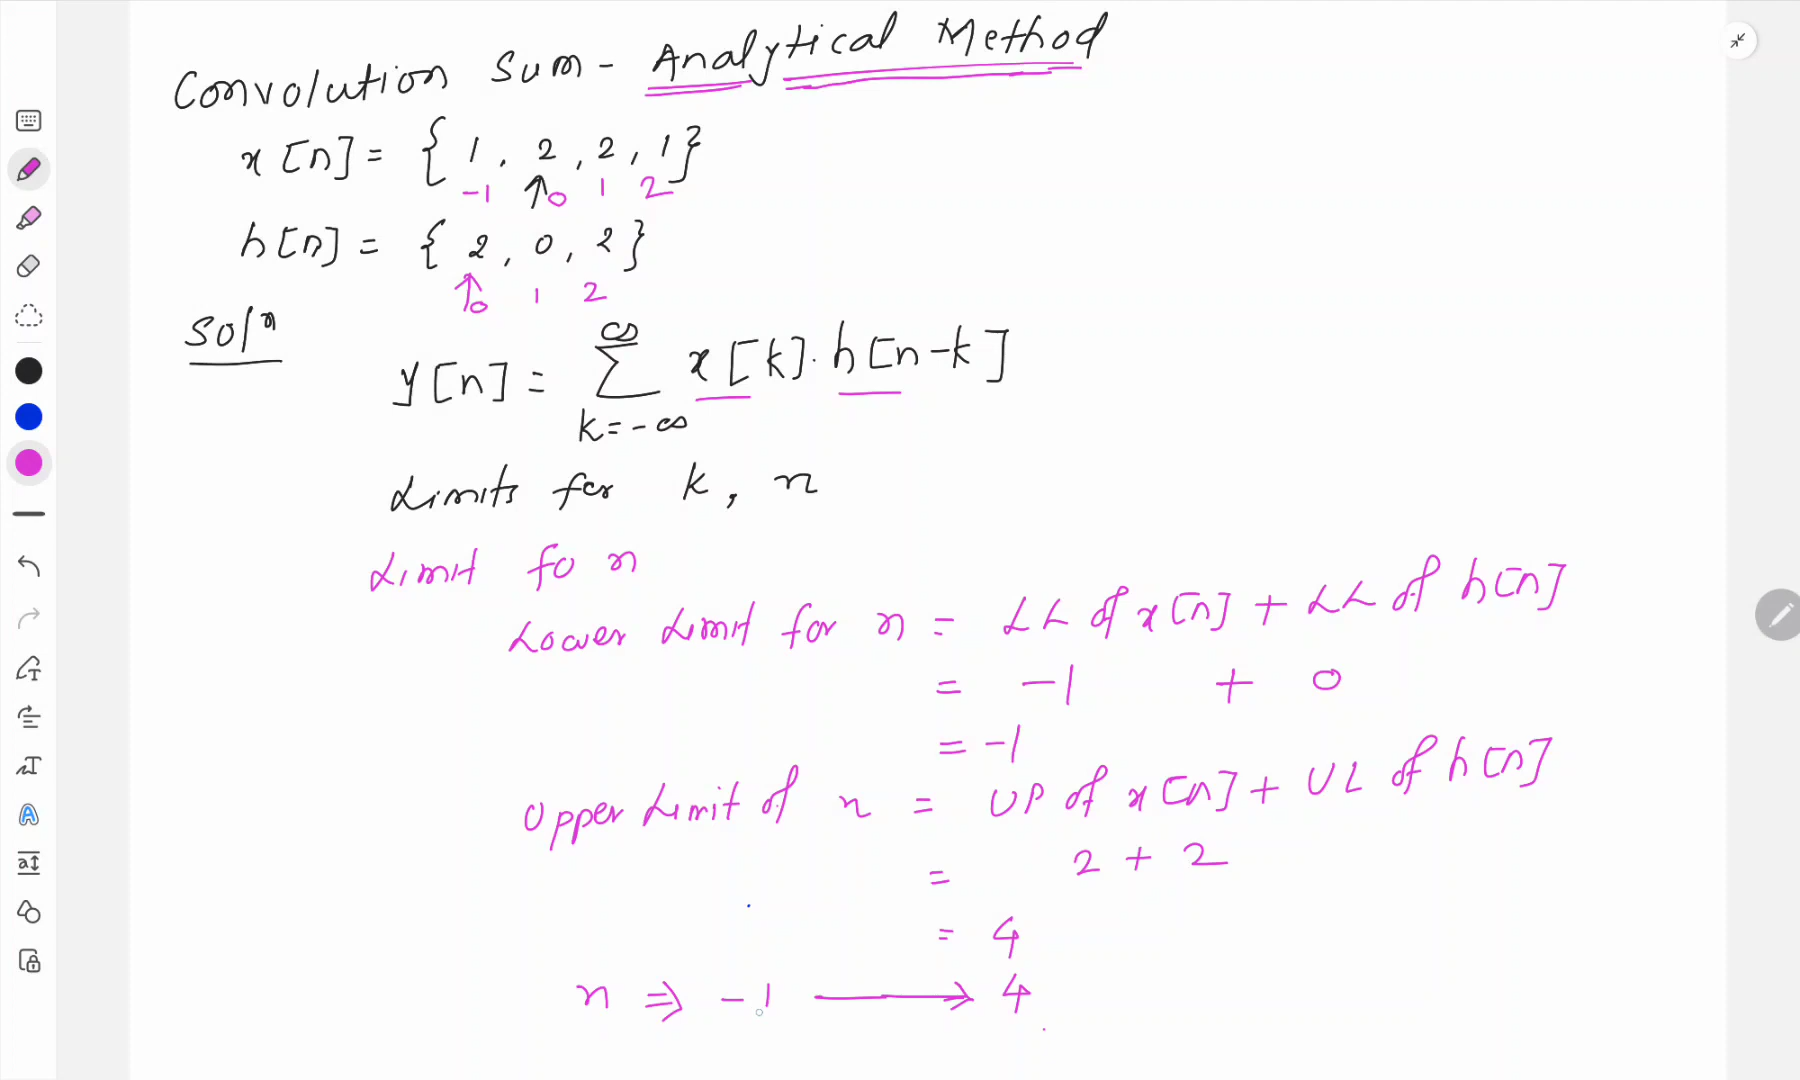 Convolution Sum - Analytical Method
x[n] = { 1, 2, 2, 1 }
-1 ↑0 1 2
h[n] = { 2, 0, 2 }
↑0 1 2
Solⁿ
y[n] = ∞ ∑ k=-∞ x[k]. h[n-k]
Limits for k, n
Limit fo n
Lower Limit for n = LL of x[n] + LL of h[n]
= -1 + 0
= -1
Upper Limit of n = UP of x[n] + UL of h[n]
= 2 + 2
= 4
n ⇒ -1 → 4